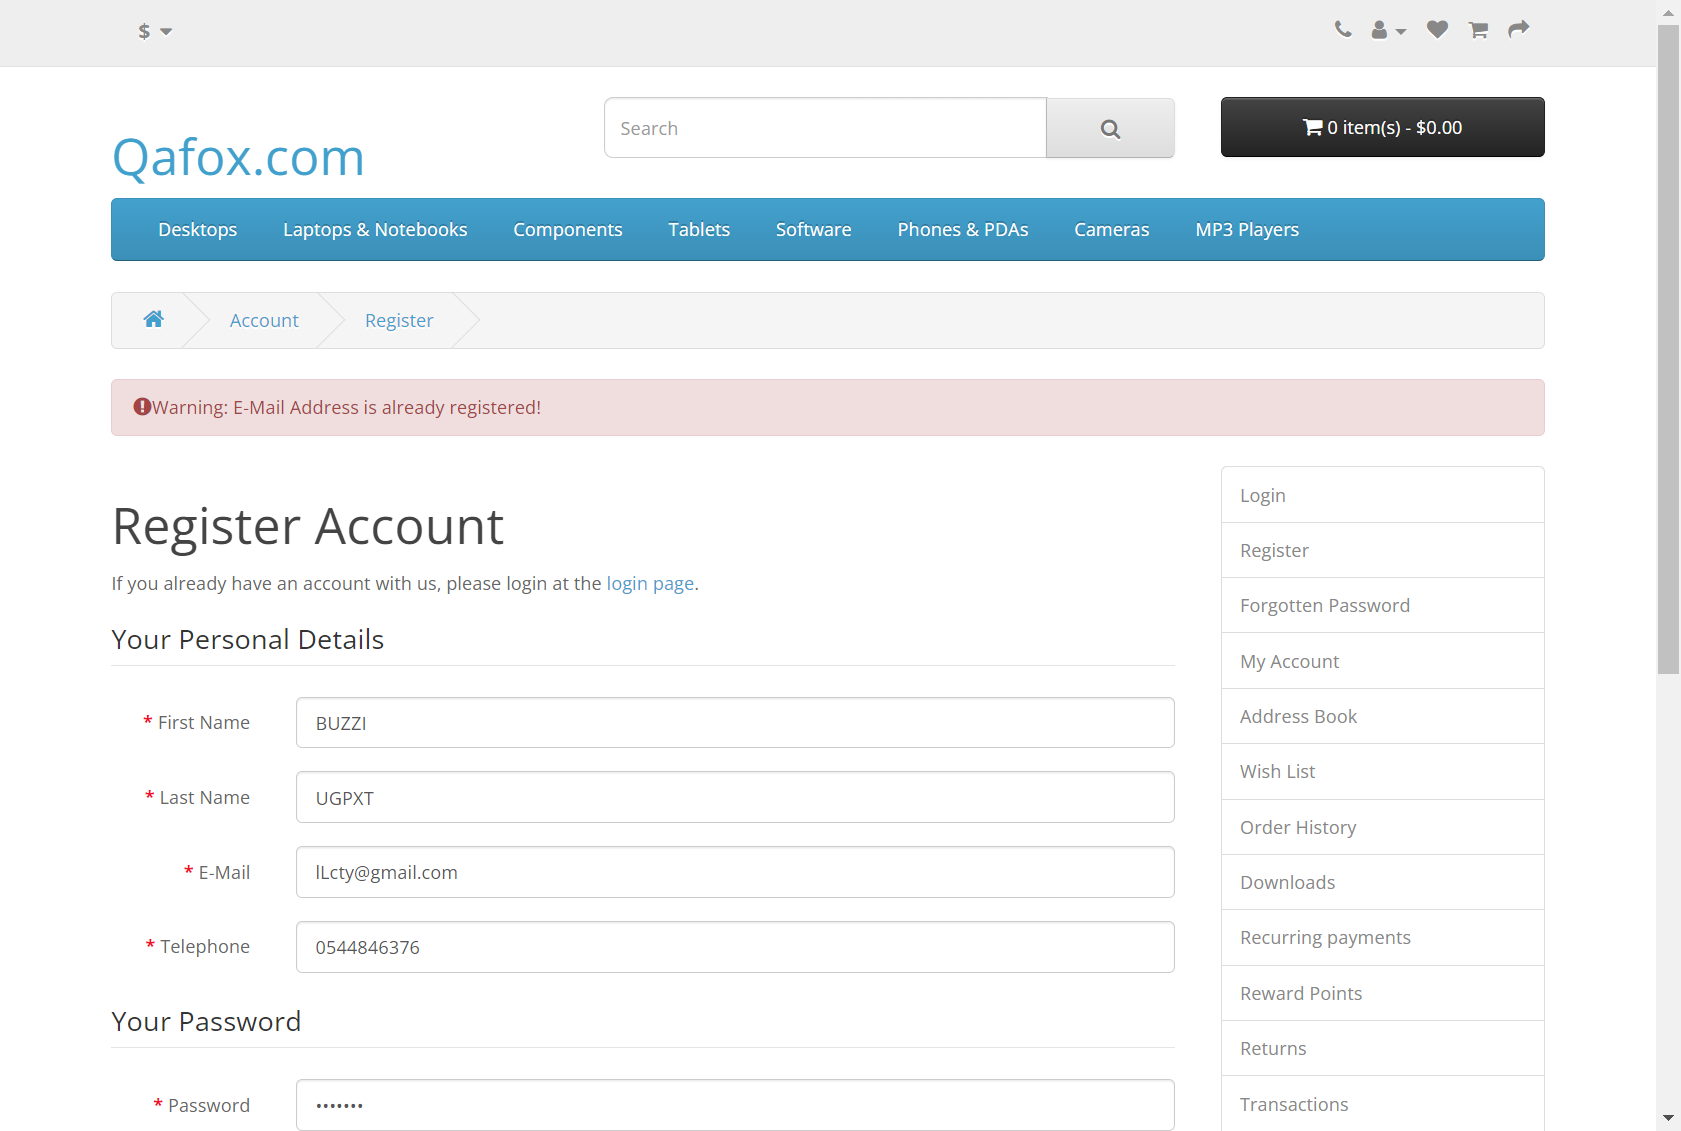 $
Search
0 item(s) - $0.00
Qafox.com
Desktops Laptops & Notebooks Components Tablets Software Phones & PDAs Cameras MP3 Players
Account Register
Warning: E-Mail Address is already registered!
Register Account
If you already have an account with us, please login at the login page.
Your Personal Details
* First Name BUZZI
* Last Name UGPXT
* E-Mail lLcty@gmail.com
* Telephone 0544846376
Your Password
* Password •••••••
Login
Register
Forgotten Password
My Account
Address Book
Wish List
Order History
Downloads
Recurring payments
Reward Points
Returns
Transactions